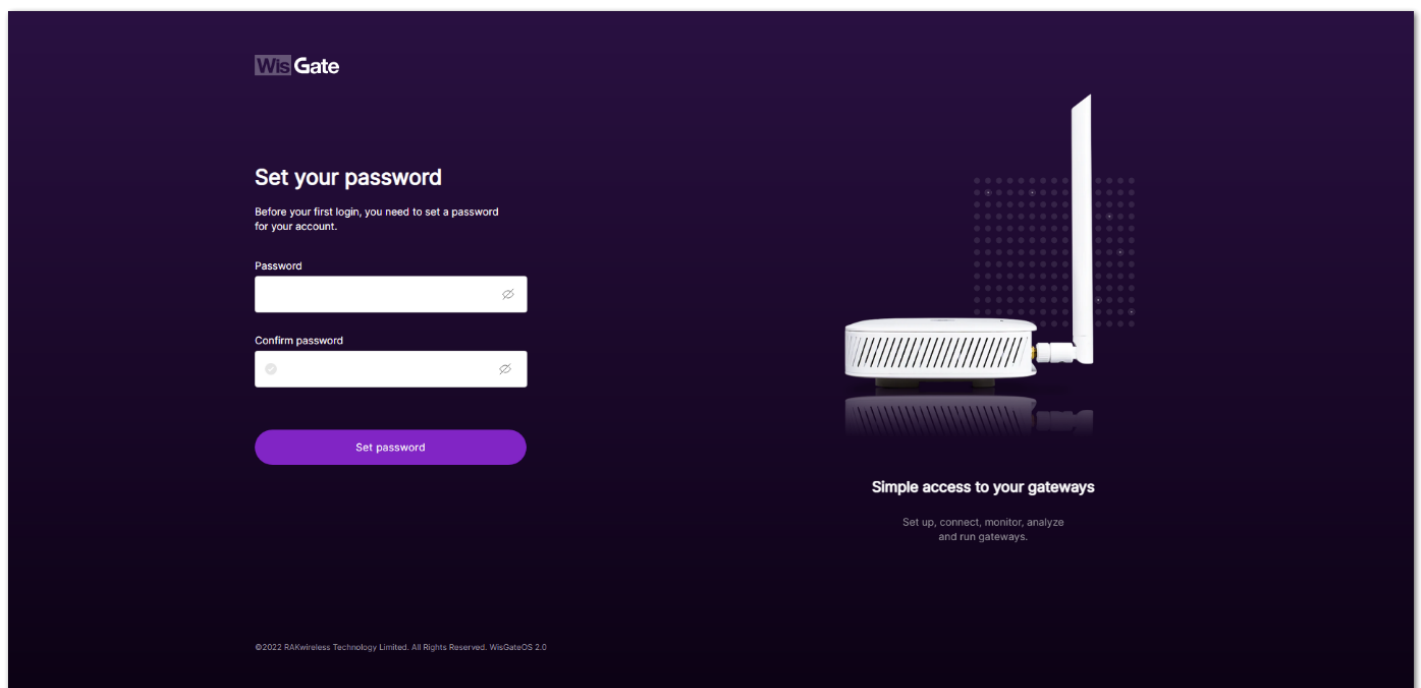 WisGate
Set your password
Before your first login, you need to set a password
for your account.
Password
Confirm password
Set password
Simple access to your gateways
Set up, connect, monitor, analyze
and run gateways.
©2022 RAKwireless Technology Limited. All Rights Reserved. WisGateOS 2.0